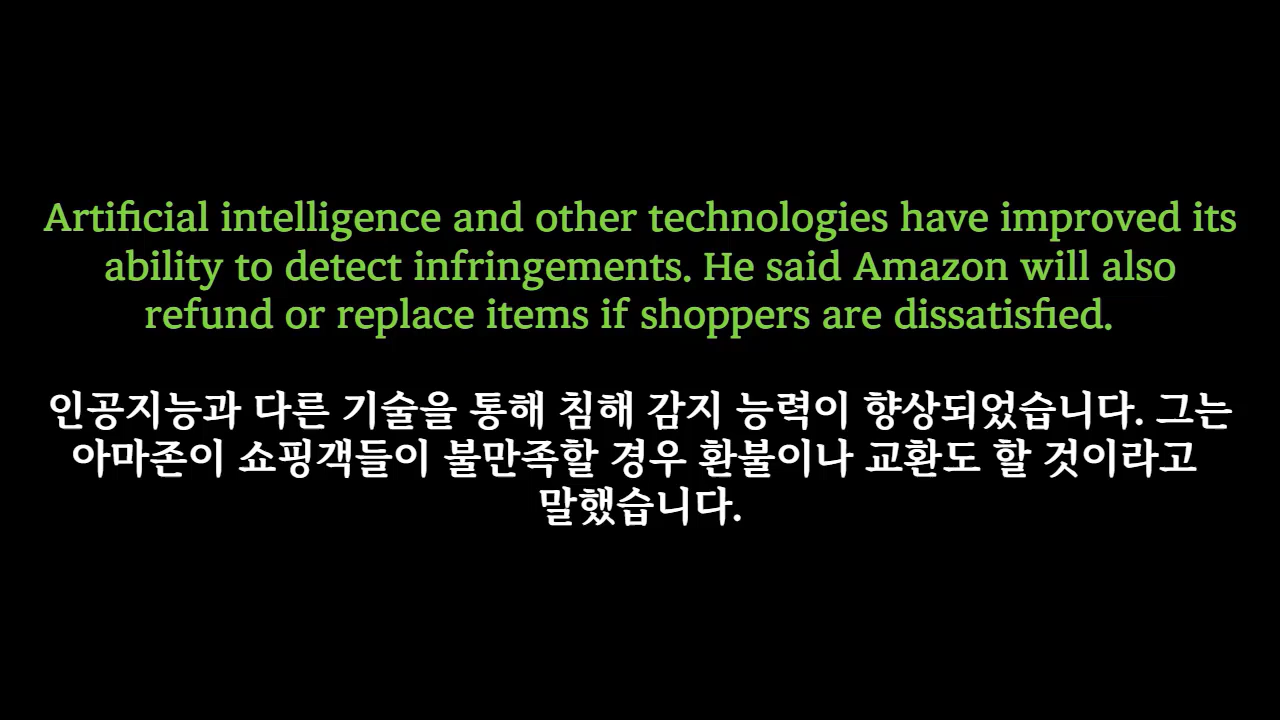 Artificial intelligence and other technologies have improved its
ability to detect infringements. He said Amazon will also
refund or replace items if shoppers are dissatisfied.
인공지능과 다른 기술을 통해 침해 감지 능력이 향상되었습니다. 그는
아마존이 쇼핑객들이 불만족할 경우 환불이나 교환도 할 것이라고
말했습니다.